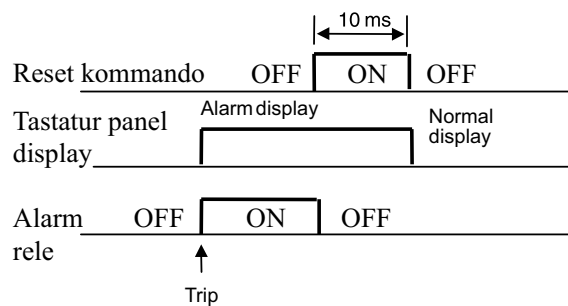 10 ms
Reset kommando OFF ON OFF
Alarm display
Tastatur panel display
Normal display
Alarm rele
OFF ON OFF
Trip